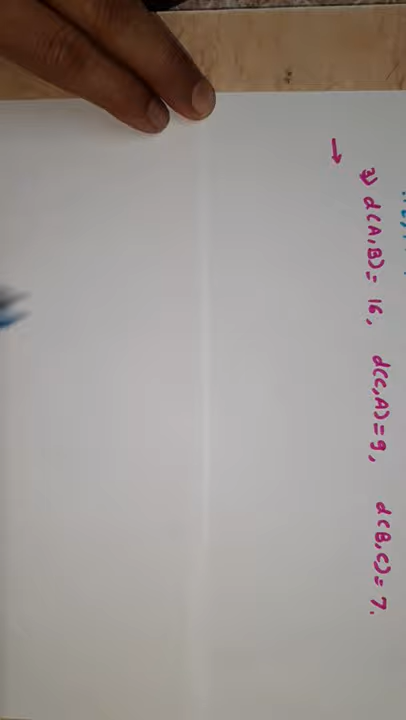 3) d(A,B) = 16, d(C,A) = 9, d(B,C) = 7.
→